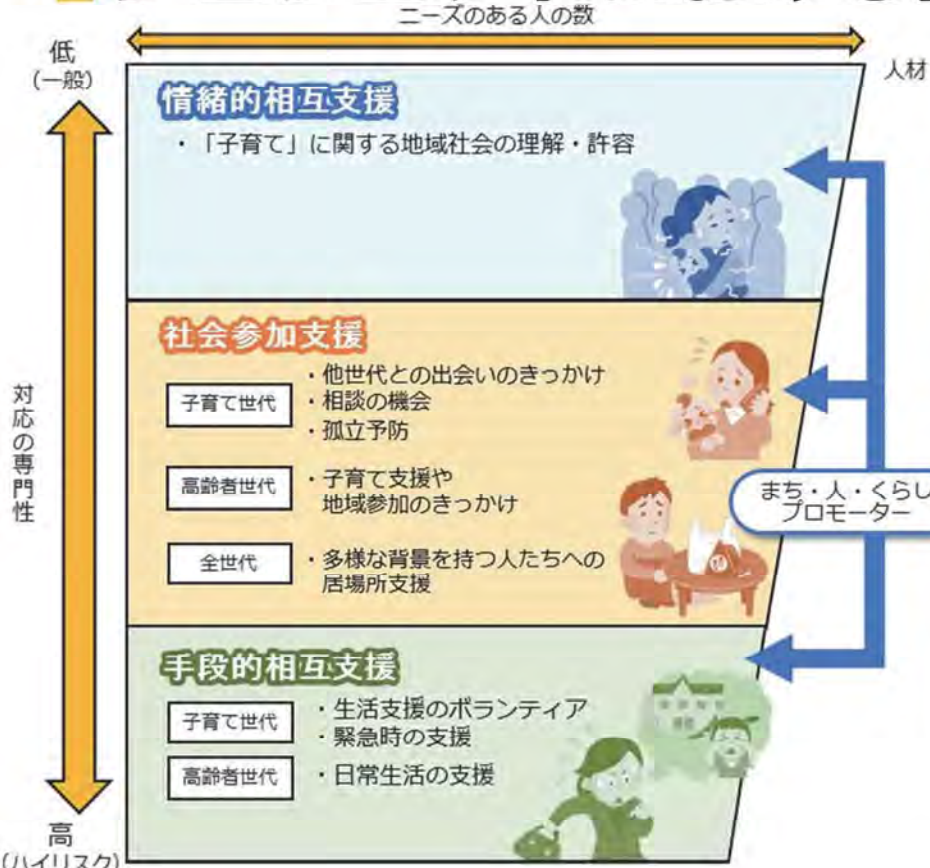 ニーズのある人の数
低
(一般)
人材
情緒的相互支援
・「子育て」に関する地域社会の理解・許容
社会参加支援
子育て世代
・他世代との出会いのきっかけ
・相談の機会
・孤立予防
対応の専門性
高齢者世代
・子育て支援や
地域参加のきっかけ
まち・人・くらし
プロモーター
全世代
・多様な背景を持つ人たちへの
居場所支援
手段的相互支援
子育て世代
・生活支援のボランティア
・緊急時の支援
高齢者世代
・日常生活の支援
高
(ハイリスク)